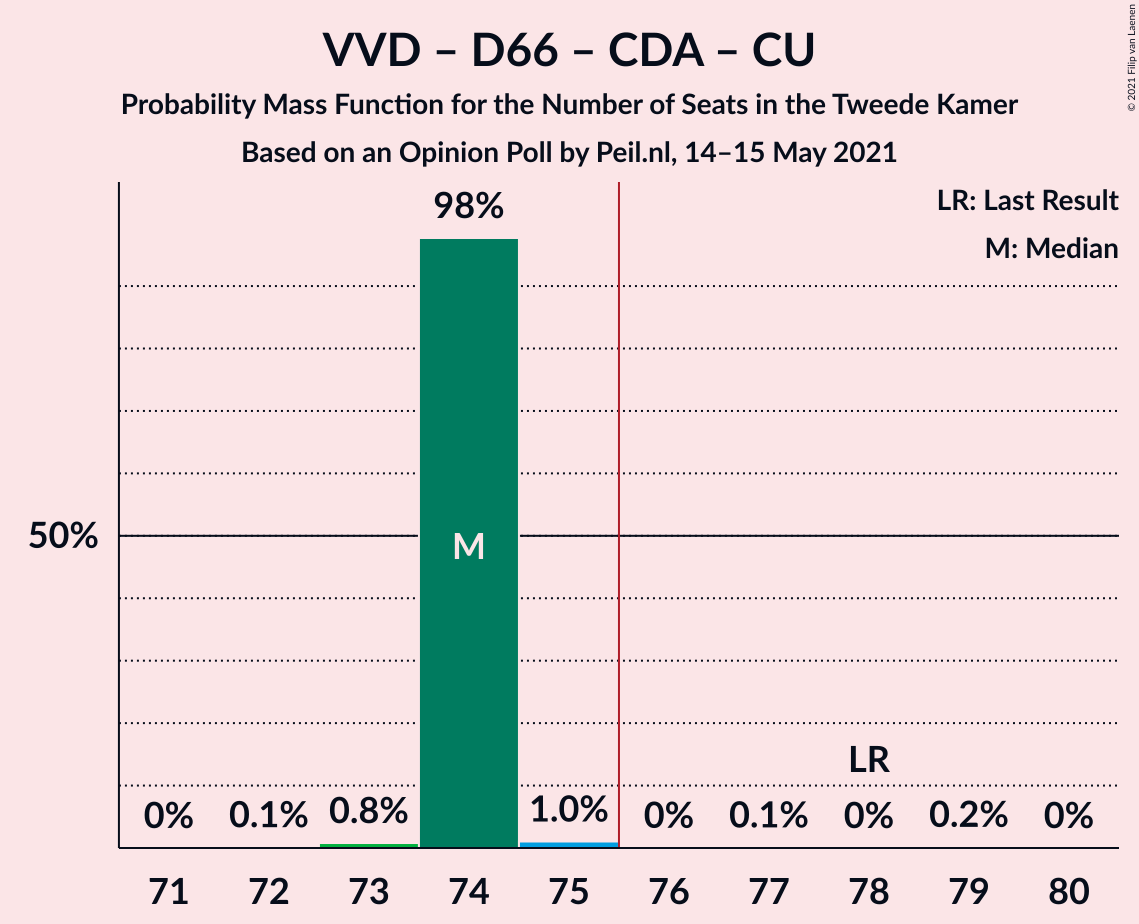 VVD – D66 – CDA – CU
Probability Mass Function for the Number of Seats in the Tweede Kamer
Based on an Opinion Poll by Peil.nl, 14–15 May 2021
© 2021 Filip van Laenen
LR: Last Result
M: Median
98%
50%
M
LR
0% 0.1% 0.8% 1.0% 0% 0.1% 0% 0.2% 0%
71 72 73 74 75 76 77 78 79 80